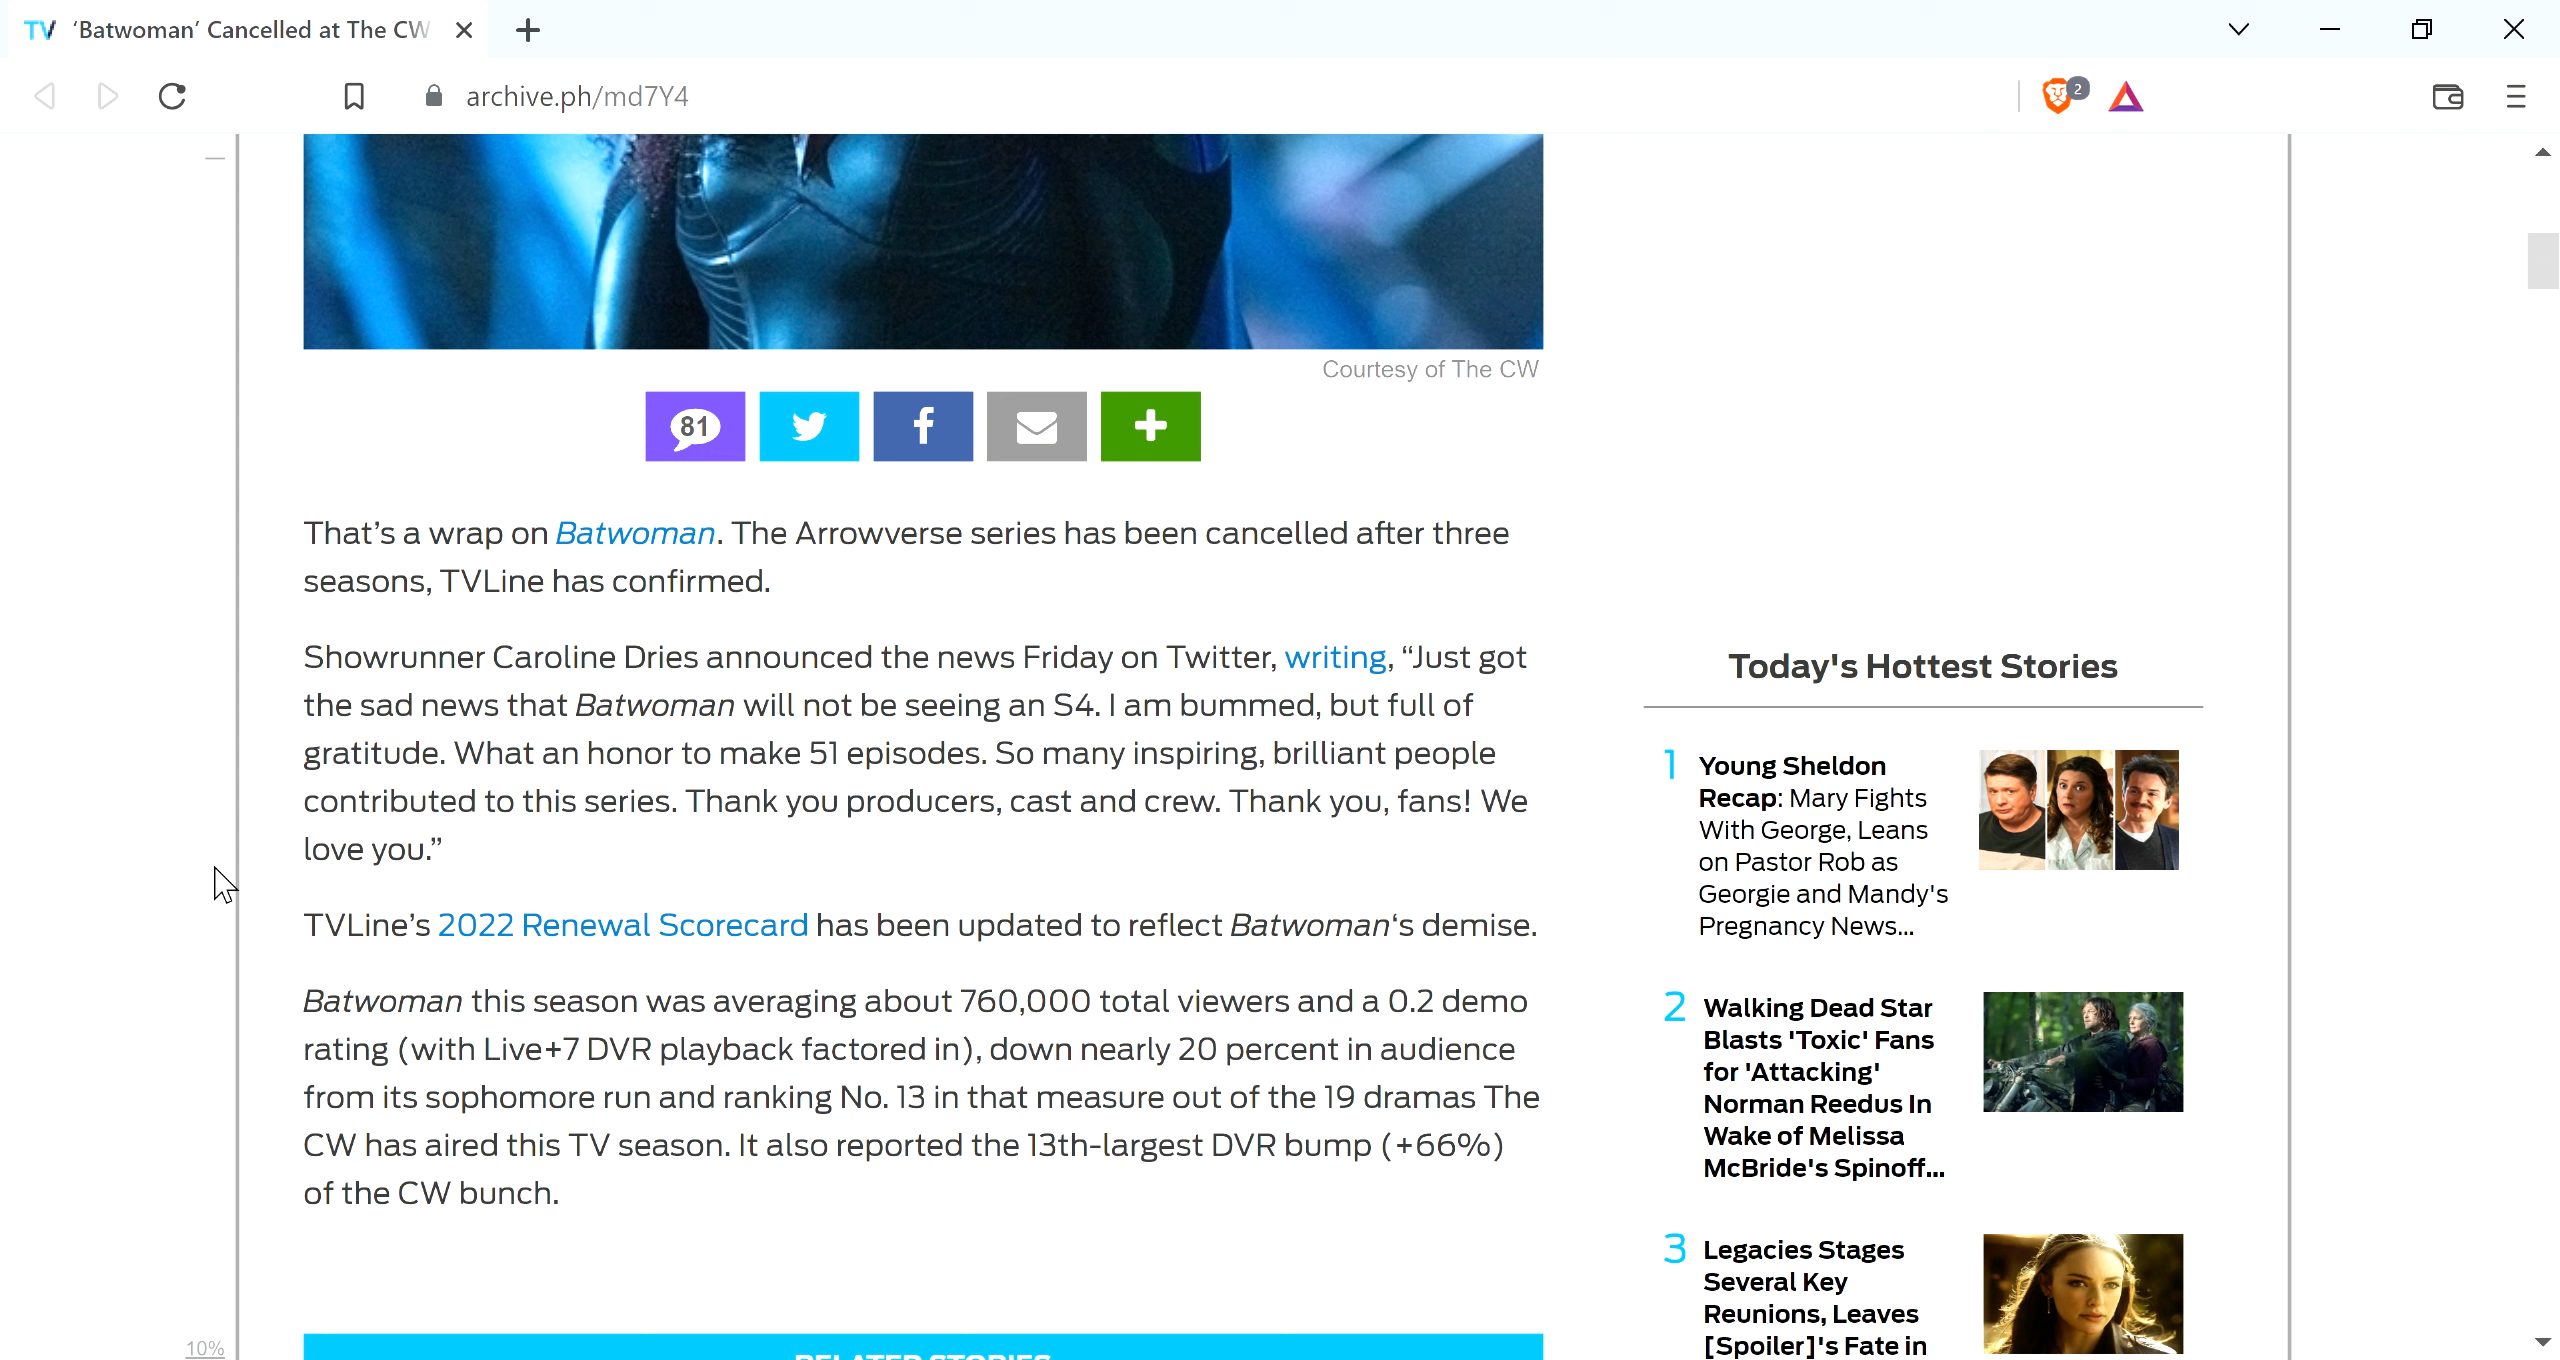 ‘Batwoman’ Cancelled at The CW
archive.ph/md7Y4
2
Courtesy of The CW
81
That’s a wrap on Batwoman. The Arrowverse series has been cancelled after three
seasons, TVLine has confirmed.
Showrunner Caroline Dries announced the news Friday on Twitter, writing, “Just got
the sad news that Batwoman will not be seeing an S4. I am bummed, but full of
gratitude. What an honor to make 51 episodes. So many inspiring, brilliant people
contributed to this series. Thank you producers, cast and crew. Thank you, fans! We
love you.”
TVLine’s 2022 Renewal Scorecard has been updated to reflect Batwoman‘s demise.
Batwoman this season was averaging about 760,000 total viewers and a 0.2 demo
rating (with Live+7 DVR playback factored in), down nearly 20 percent in audience
from its sophomore run and ranking No. 13 in that measure out of the 19 dramas The
CW has aired this TV season. It also reported the 13th-largest DVR bump (+66%)
of the CW bunch.
10%
RELATED STORIES
Today's Hottest Stories
1 Young Sheldon
Recap: Mary Fights
With George, Leans
on Pastor Rob as
Georgie and Mandy's
Pregnancy News...
2 Walking Dead Star
Blasts 'Toxic' Fans
for 'Attacking'
Norman Reedus In
Wake of Melissa
McBride's Spinoff...
3 Legacies Stages
Several Key
Reunions, Leaves
[Spoiler]'s Fate in